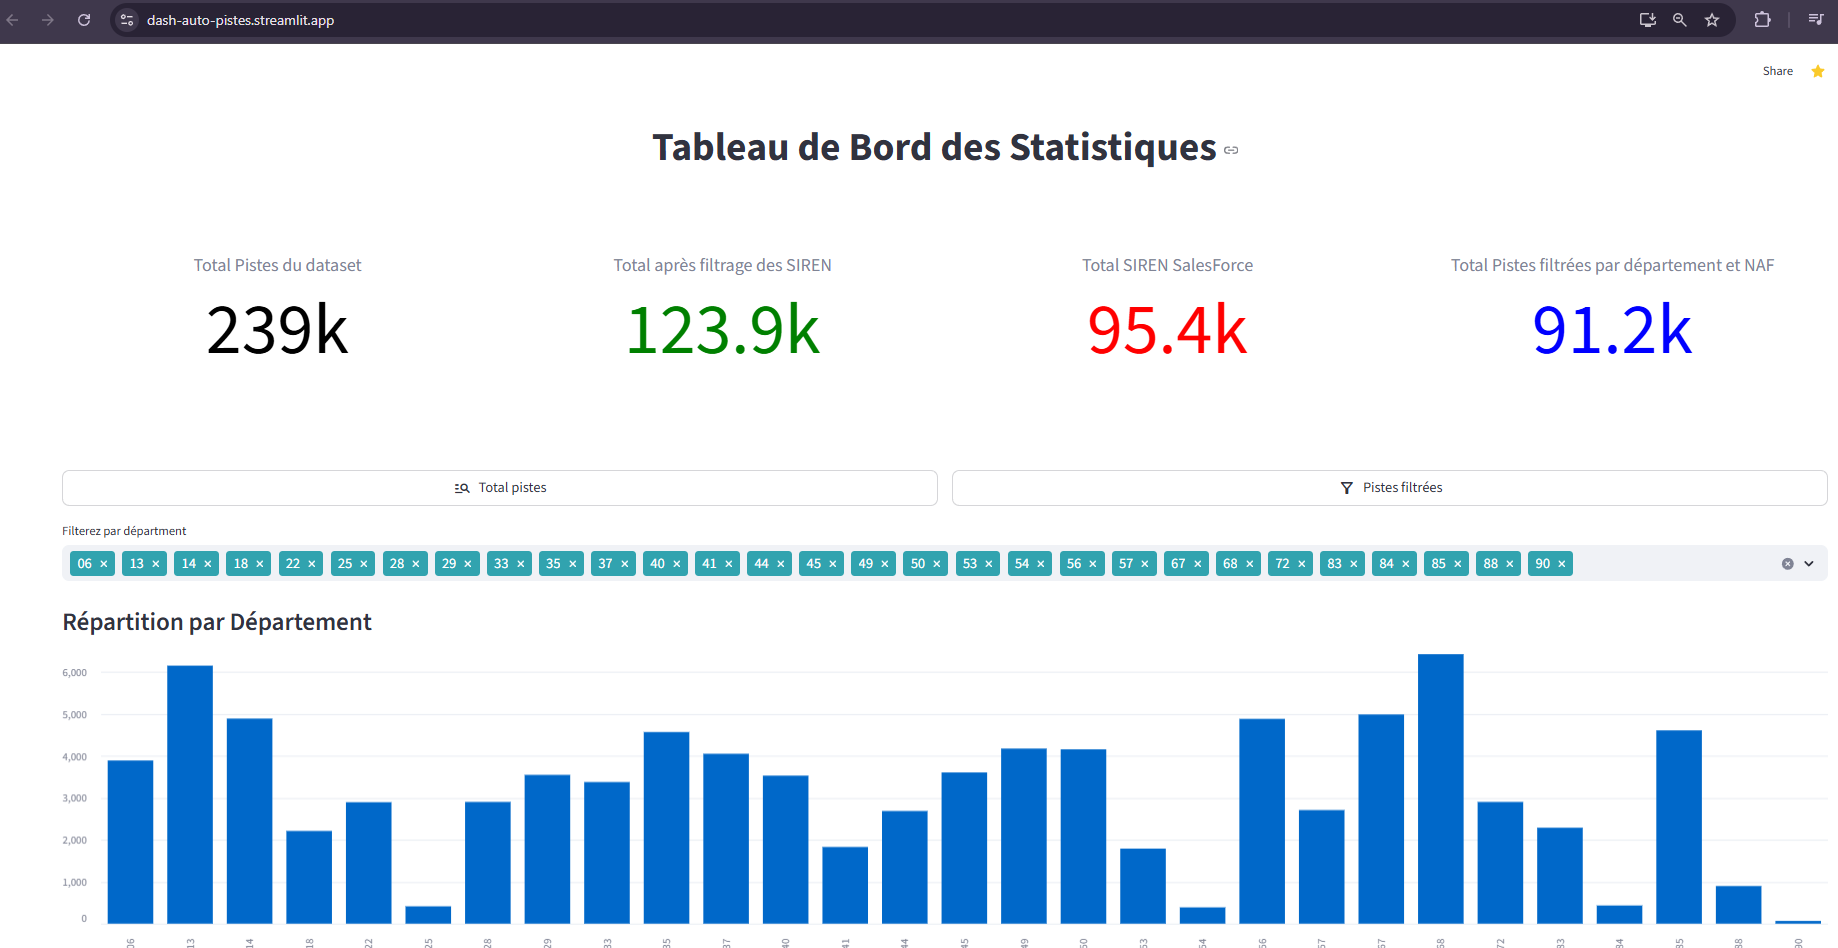 dash-auto-pistes.streamlit.app
Share
Tableau de Bord des Statistiques
Total Pistes du dataset
239k
Total après filtrage des SIREN
123.9k
Total SIREN SalesForce
95.4k
Total Pistes filtrées par département et NAF
91.2k
Total pistes
Pistes filtrées
Filterez par départment
06 × 13 × 14 × 18 × 22 × 25 × 28 × 29 × 33 × 35 × 37 × 40 × 41 × 44 × 45 × 49 × 50 × 53 × 54 × 56 × 57 × 67 × 68 × 72 × 83 × 84 × 85 × 88 × 90 ×
Répartition par Département
6,000
5,000
4,000
3,000
2,000
1,000
0
06 13 14 18 22 25 28 29 33 35 37 40 41 44 45 49 50 53 54 56 57 67 68 72 83 84 85 88 90